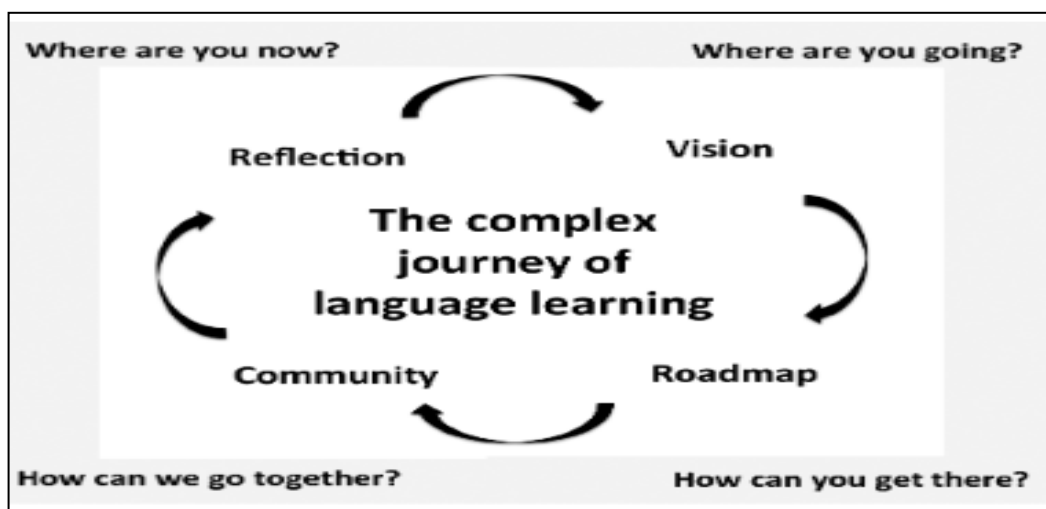 Where are you now?
Where are you going?
Reflection
Vision
The complex
journey of
language learning
Community
Roadmap
How can we go together?
How can you get there?